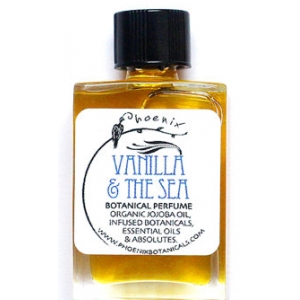 Phoenix
VANILLA
& THE SEA
BOTANICAL PERFUME
ORGANIC JOJOBA OIL,
INFUSED BOTANICALS,
ESSENTIAL OILS
& ABSOLUTES.
WWW.PHOENIXBOTANICALS.COM